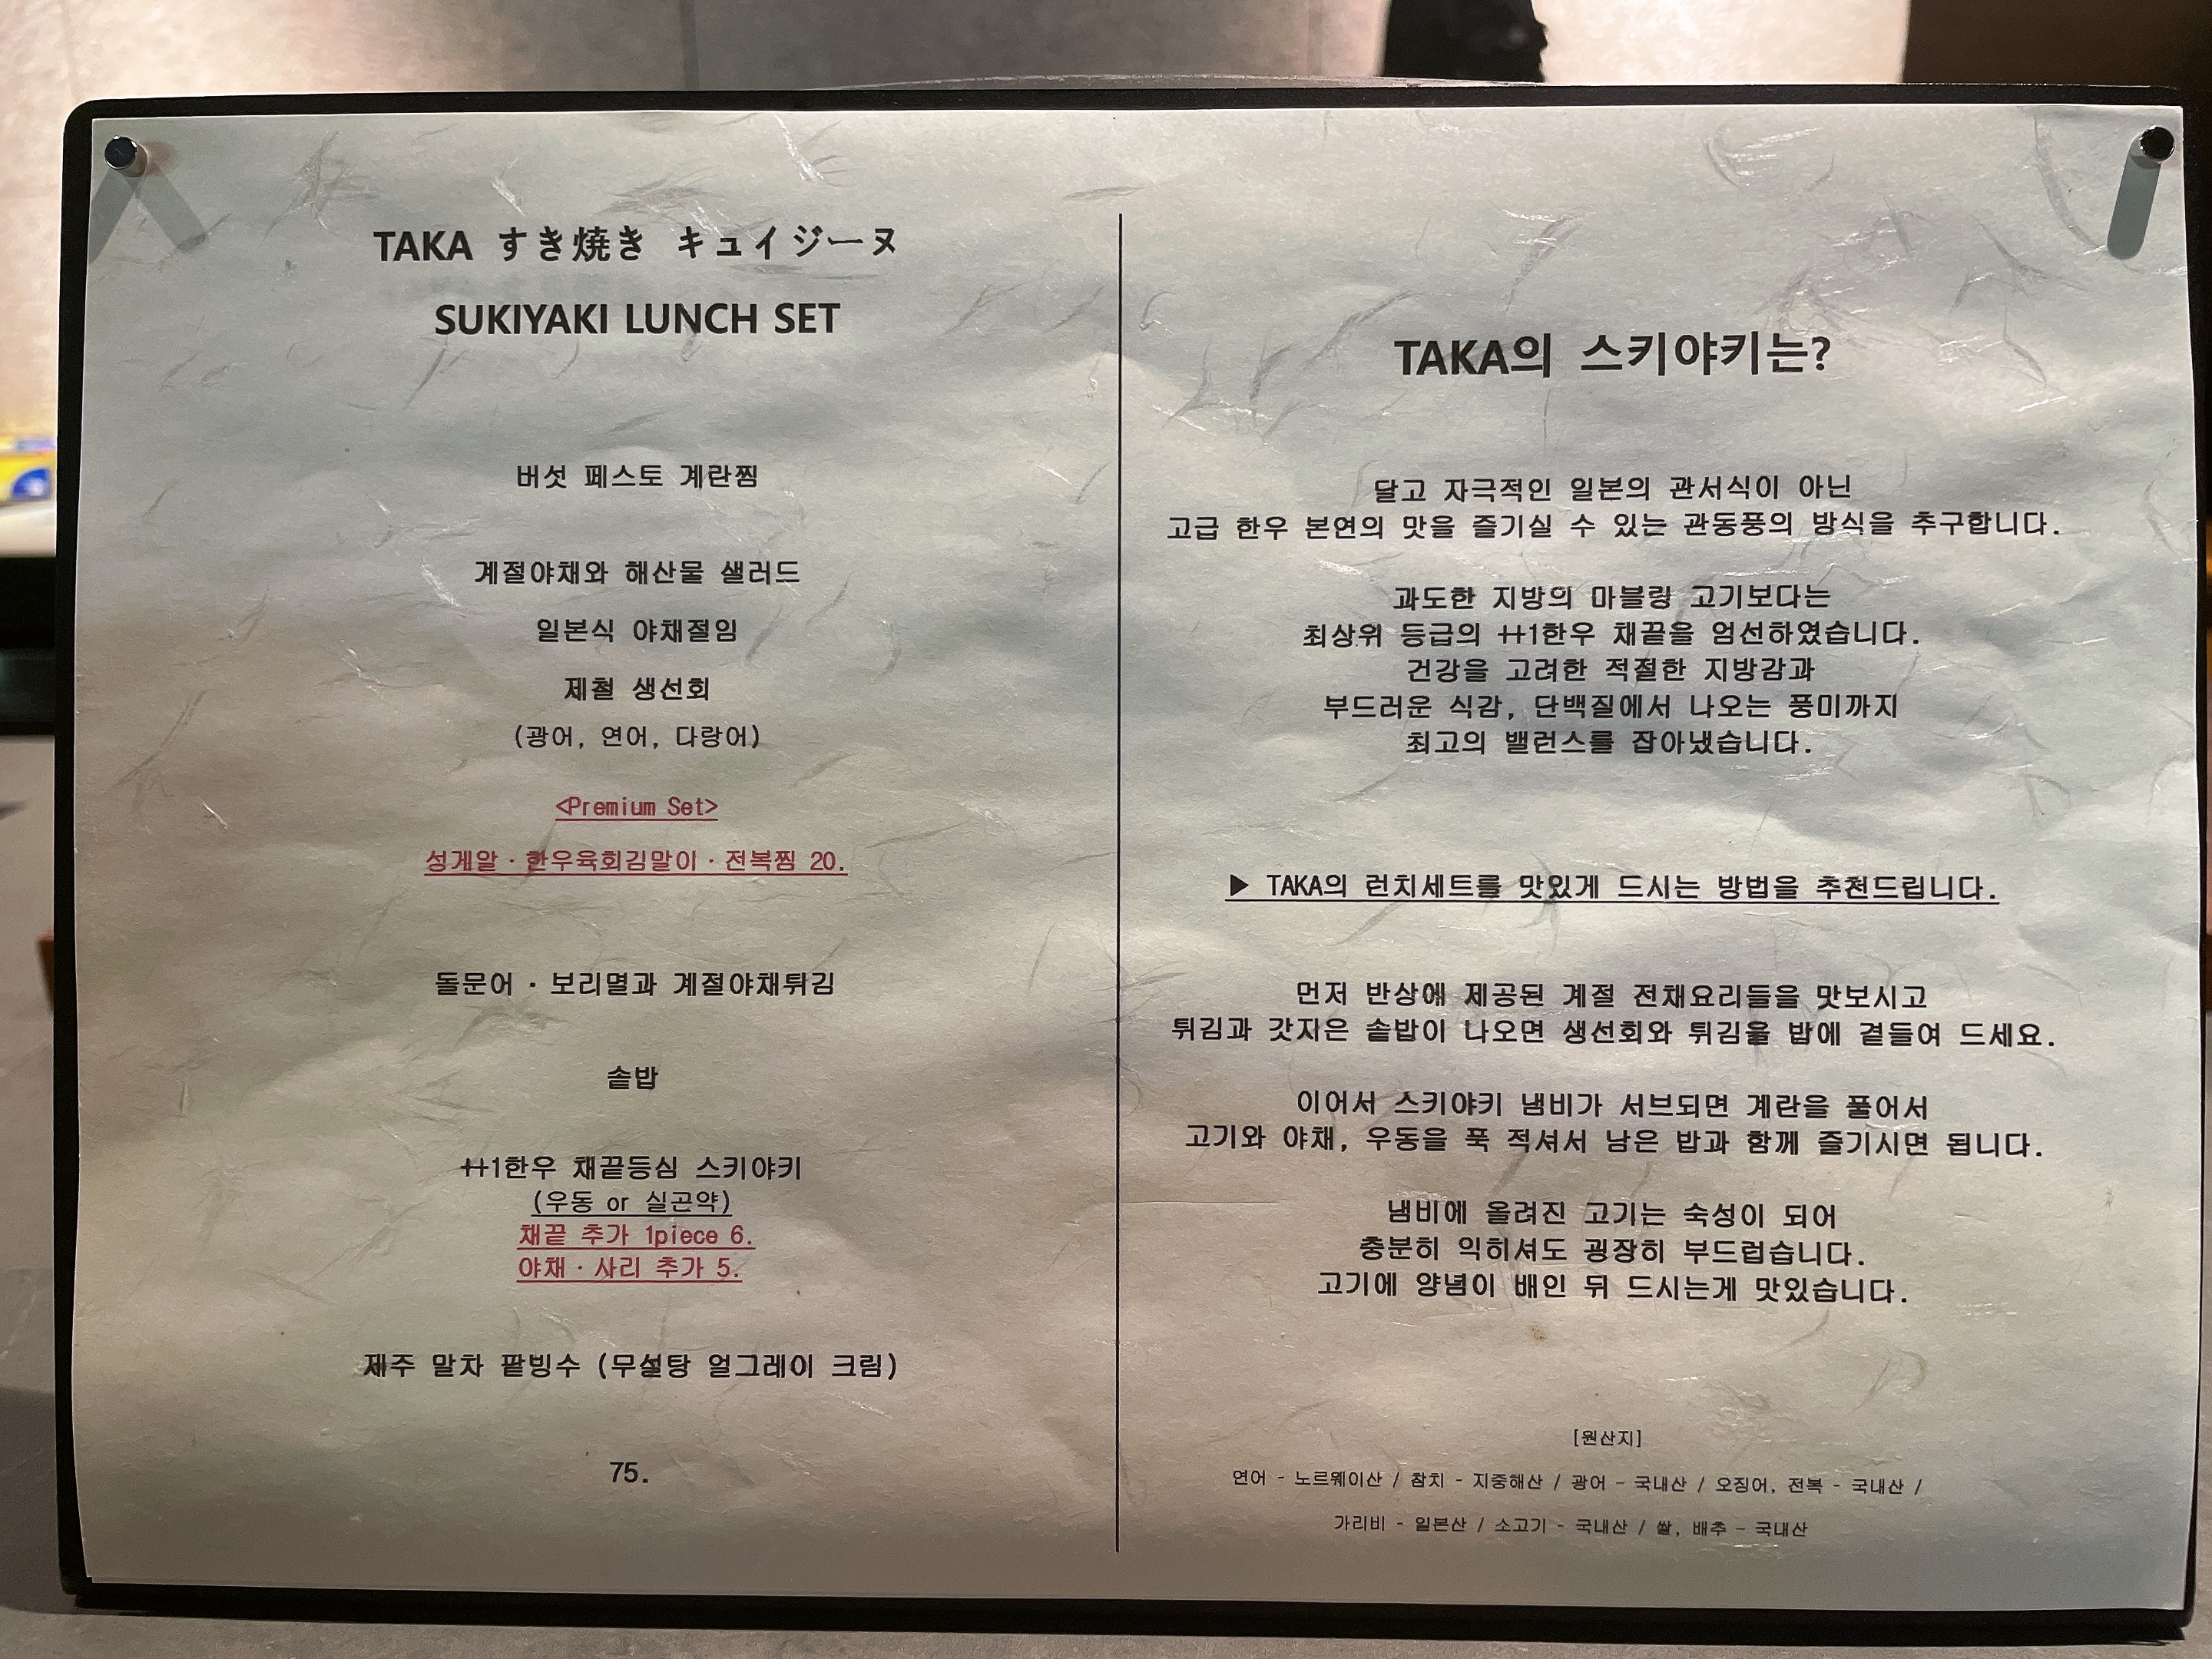 TAKA すき焼き キュイジーヌ
SUKIYAKI LUNCH SET
버섯 페스토 계란찜
계절야채와 해산물 샐러드
일본식 야채절임
제철 생선회
(광어, 연어, 다랑어)
<Premium Set>
성게알 · 한우육회김말이 · 전복찜 20.
돌문어 · 보리멸과 계절야채튀김
솥밥
++1한우 채끝등심 스키야키
(우동 or 실곤약)
채끝 추가 1piece 6.
야채 · 사리 추가 5.
제주 말차 팥빙수 (무설탕 얼그레이 크림)
75.
TAKA의 스키야키는?
달고 자극적인 일본의 관서식이 아닌
고급 한우 본연의 맛을 즐기실 수 있는 관동풍의 방식을 추구합니다.
과도한 지방의 마블링 고기보다는
최상위 등급의 ++1한우 채끝을 엄선하였습니다.
건강을 고려한 적절한 지방감과
부드러운 식감, 단백질에서 나오는 풍미까지
최고의 밸런스를 잡아냈습니다.
▶ TAKA의 런치세트를 맛있게 드시는 방법을 추천드립니다.
먼저 반상에 제공된 계절 전채요리들을 맛보시고
튀김과 갓지은 솥밥이 나오면 생선회와 튀김을 밥에 곁들여 드세요.
이어서 스키야키 냄비가 서브되면 계란을 풀어서
고기와 야채, 우동을 푹 적셔서 남은 밥과 함께 즐기시면 됩니다.
냄비에 올려진 고기는 숙성이 되어
충분히 익히셔도 굉장히 부드럽습니다.
고기에 양념이 배인 뒤 드시는게 맛있습니다.
[원산지]
연어 - 노르웨이산 / 참치 - 지중해산 / 광어 - 국내산 / 오징어, 전복 - 국내산 /
가리비 - 일본산 / 소고기 - 국내산 / 쌀, 배추 - 국내산